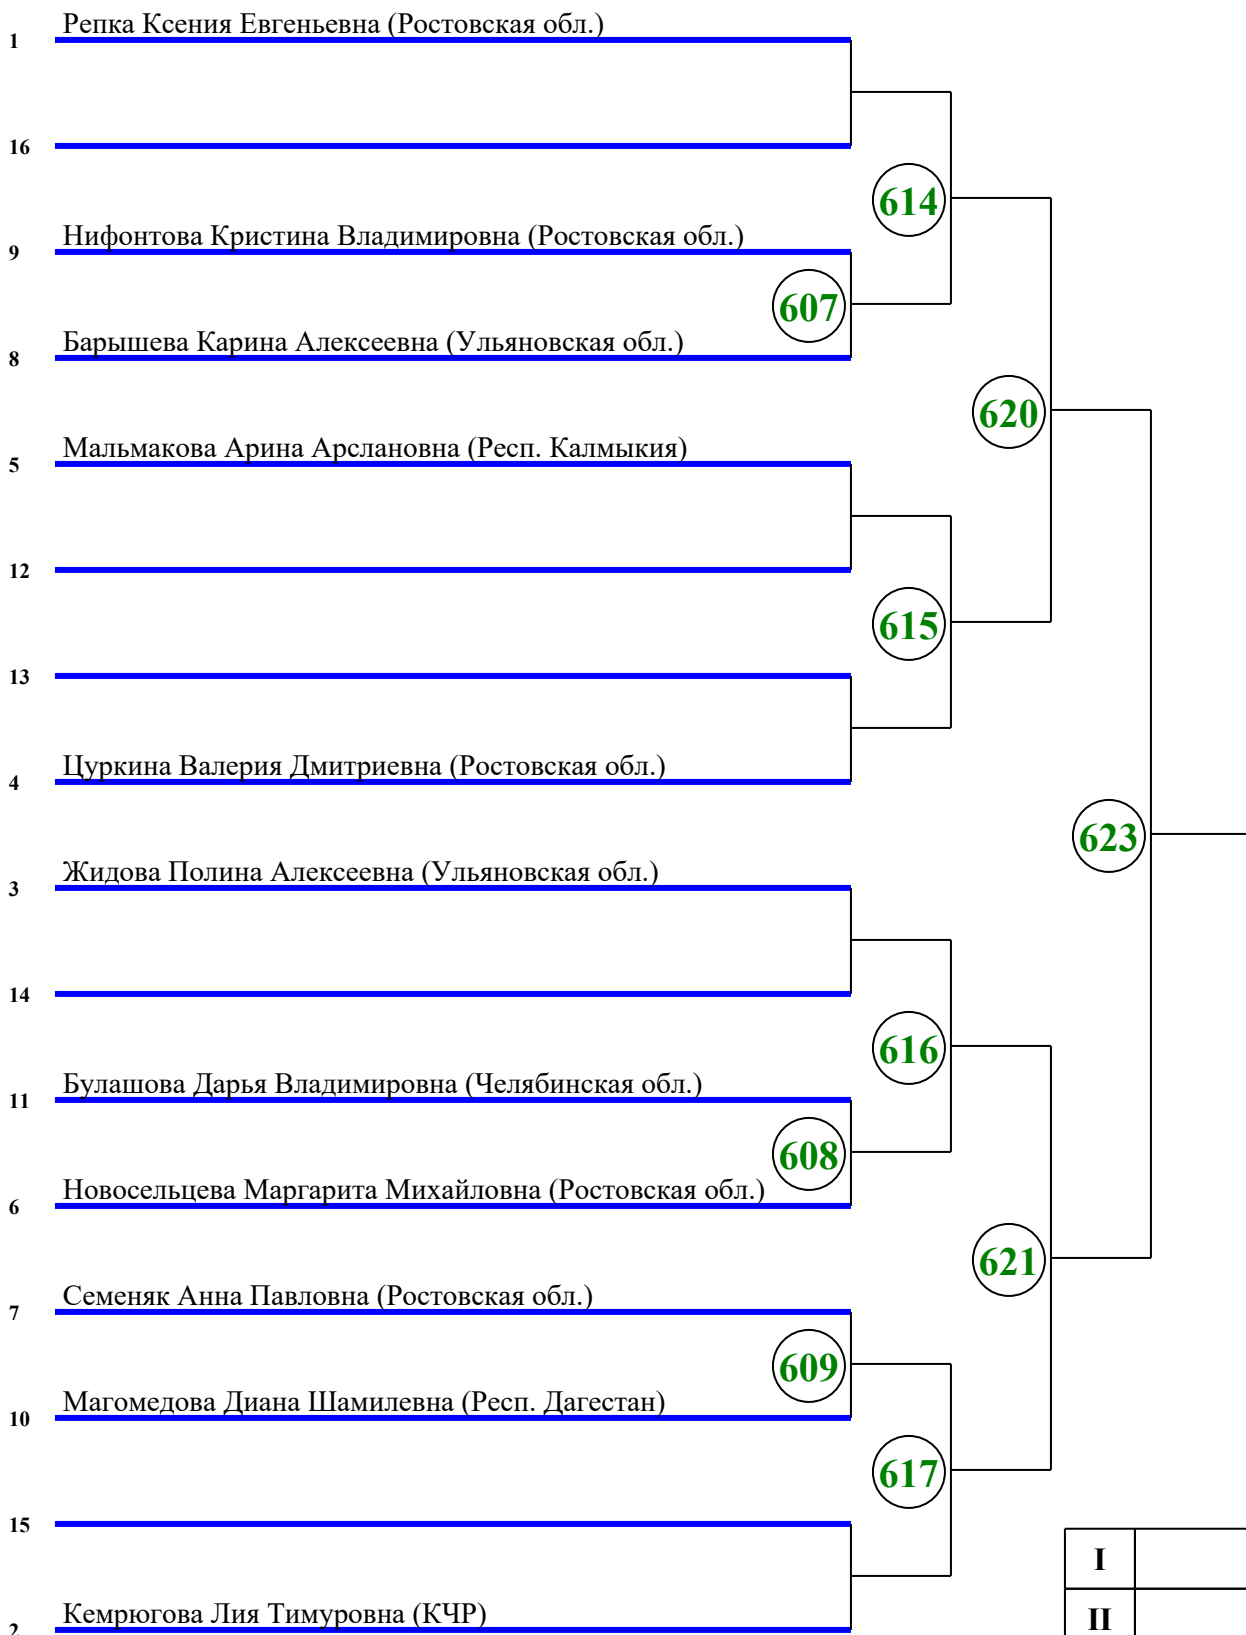 1 Репка Ксения Евгеньевна (Ростовская обл.)
16
614
9 Нифонтова Кристина Владимировна (Ростовская обл.)
607
8 Барышева Карина Алексеевна (Ульяновская обл.)
620
5 Мальмакова Арина Арслановна (Респ. Калмыкия)
12
615
13
4 Цуркина Валерия Дмитриевна (Ростовская обл.)
623
3 Жидова Полина Алексеевна (Ульяновская обл.)
14
616
11 Булашова Дарья Владимировна (Челябинская обл.)
608
6 Новосельцева Маргарита Михайловна (Ростовская обл.)
621
7 Семеняк Анна Павловна (Ростовская обл.)
609
10 Магомедова Диана Шамилевна (Респ. Дагестан)
617
15
I
2 Кемрюгова Лия Тимуровна (КЧР)
II